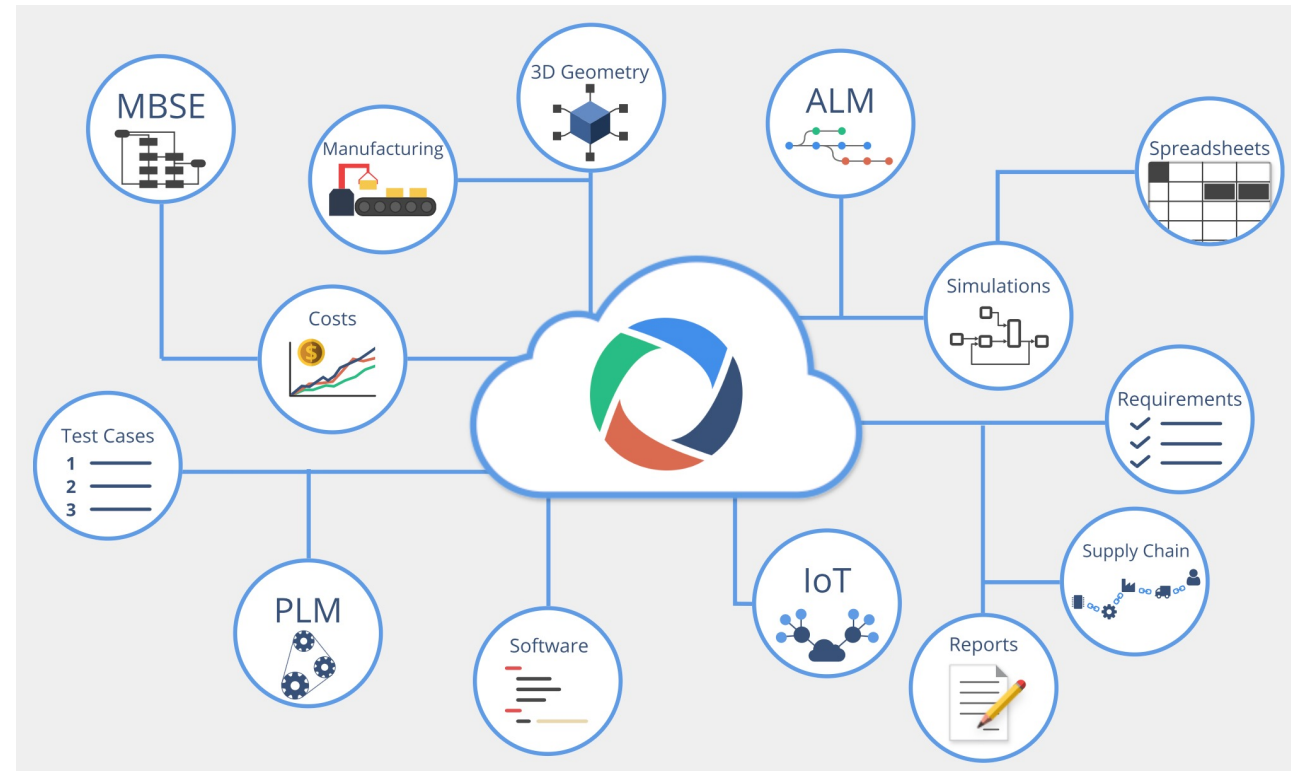 3D Geometry
MBSE
ALM
Manufacturing
Spreadsheets
Simulations
Costs
$
Requirements
Test Cases
1
2
3
Supply Chain
IoT
PLM
Software
Reports